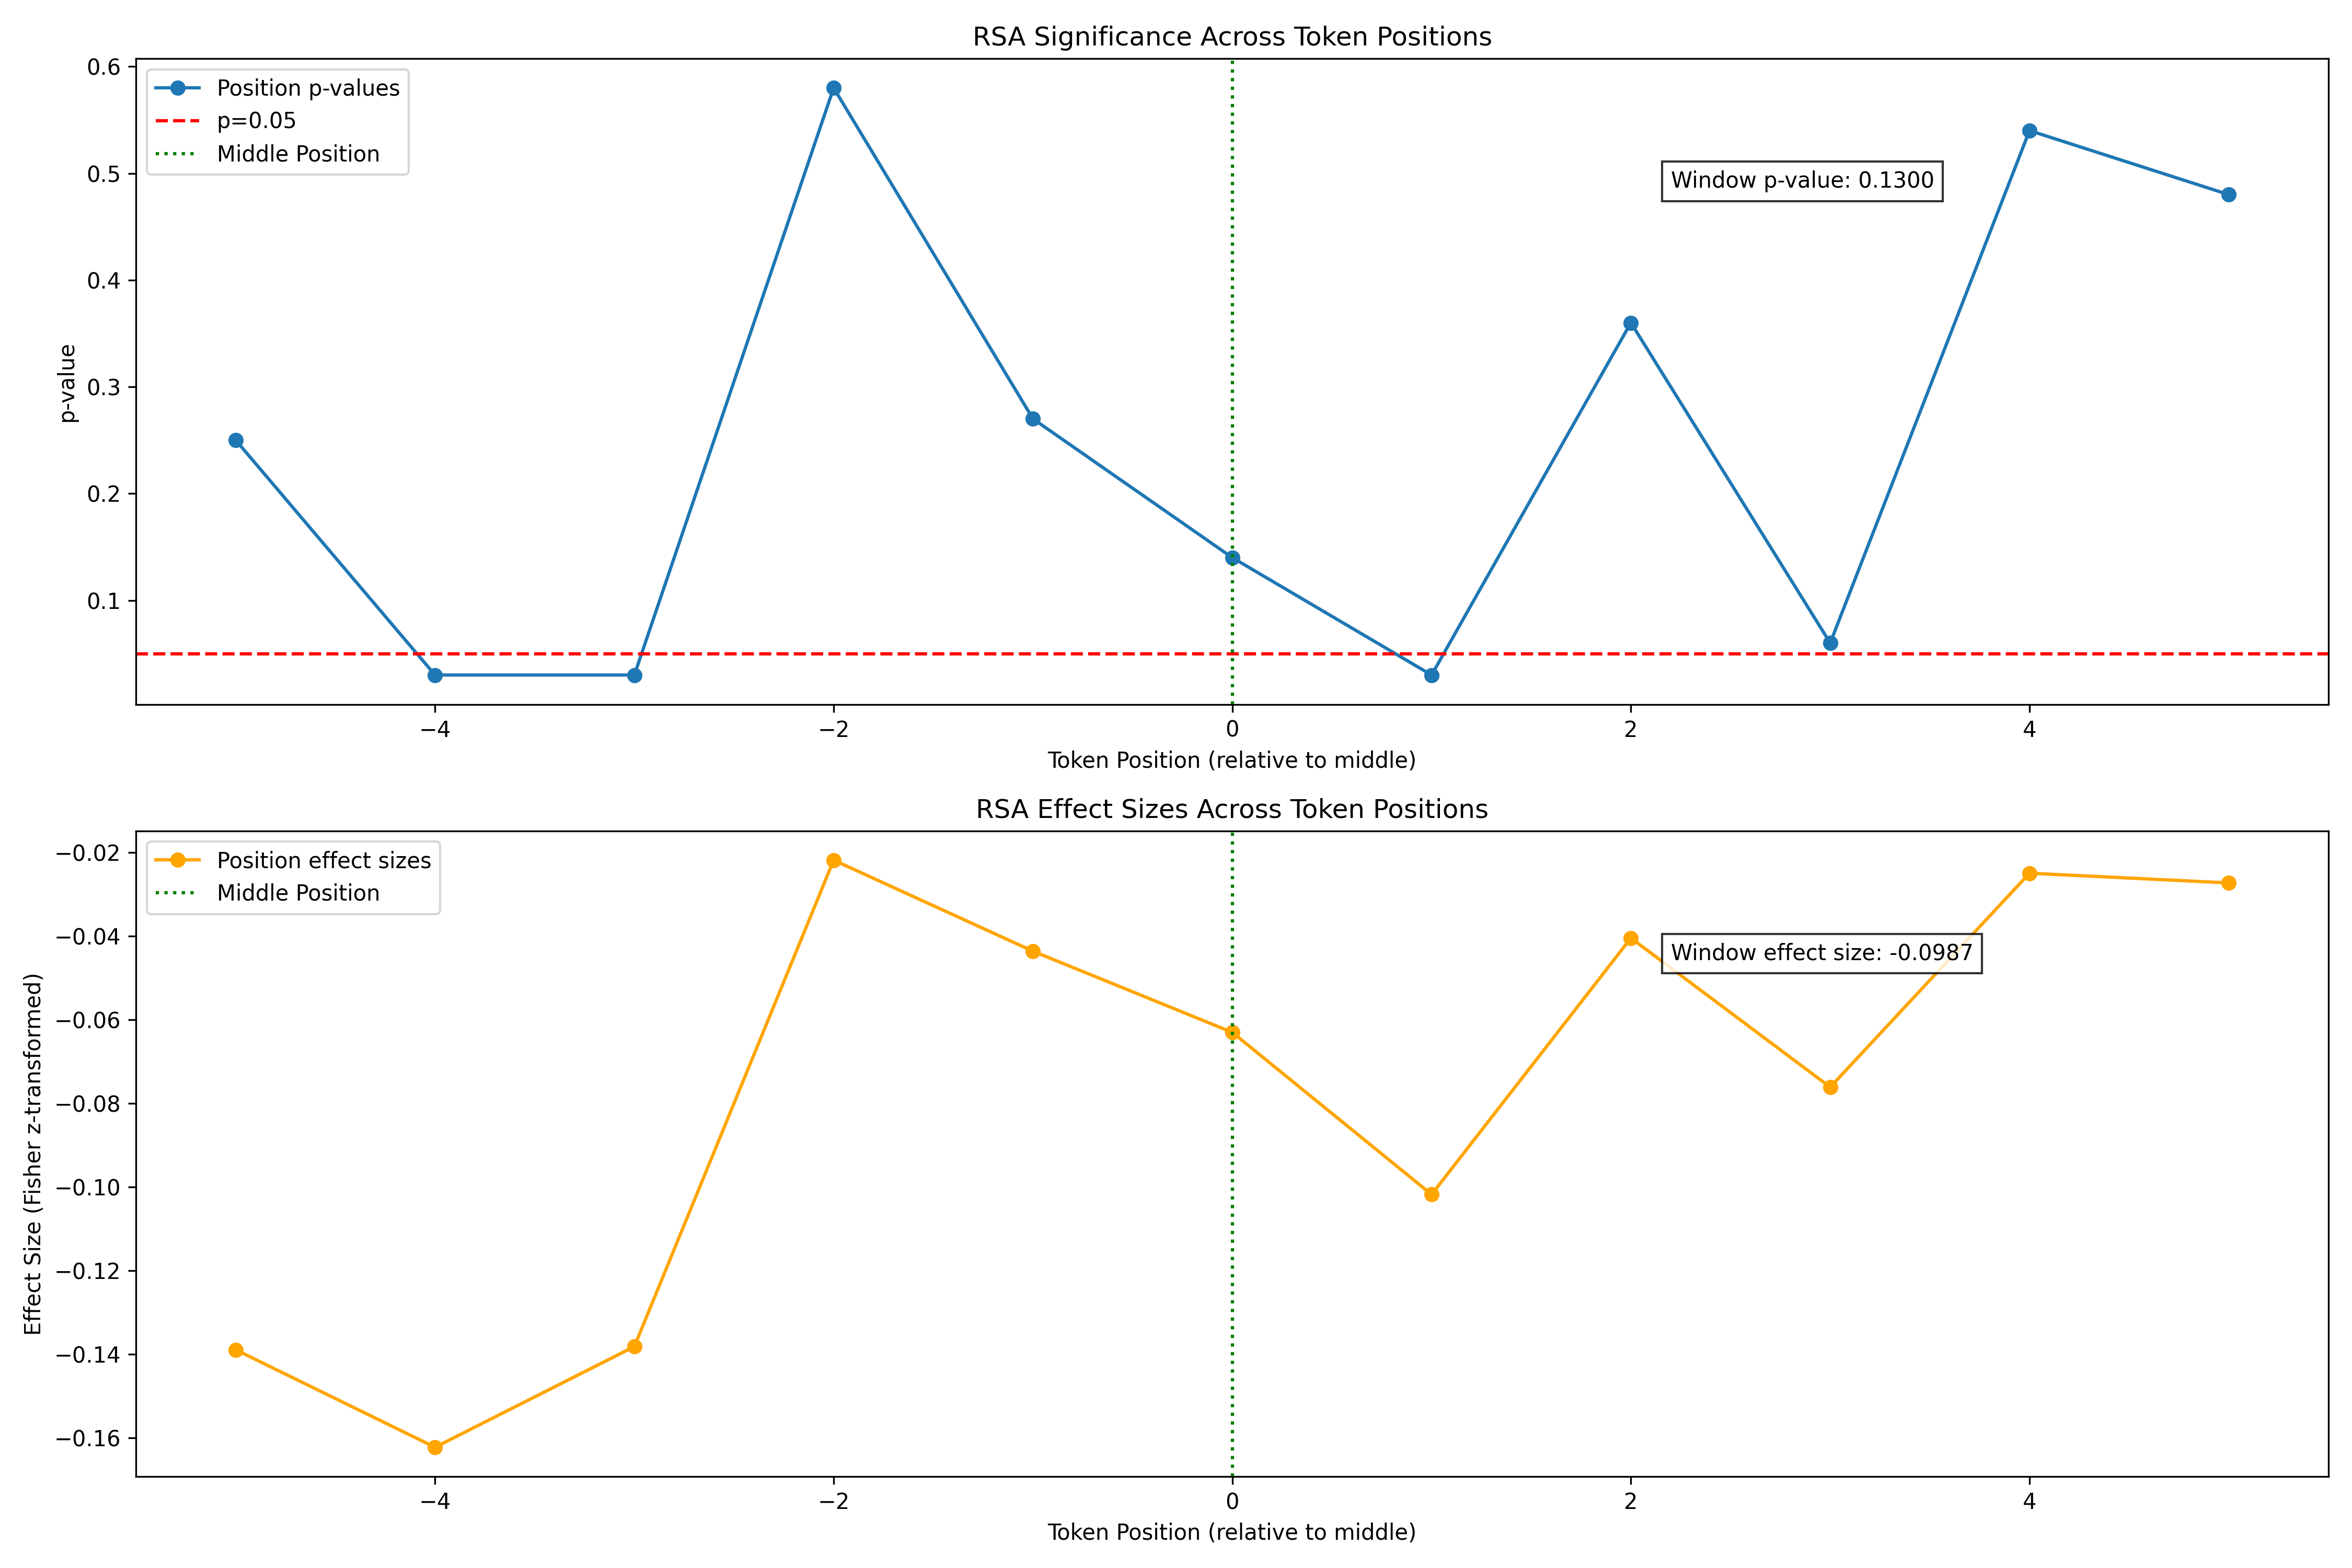 RSA Significance Across Token Positions
Position p-values
p=0.05
Middle Position
Window p-value: 0.1300
p-value
0.6
0.5
0.4
0.3
0.2
0.1
−4
−2
0
2
4
Token Position (relative to middle)
RSA Effect Sizes Across Token Positions
Position effect sizes
Middle Position
Window effect size: -0.0987
Effect Size (Fisher z-transformed)
−0.02
−0.04
−0.06
−0.08
−0.10
−0.12
−0.14
−0.16
−4
−2
0
2
4
Token Position (relative to middle)